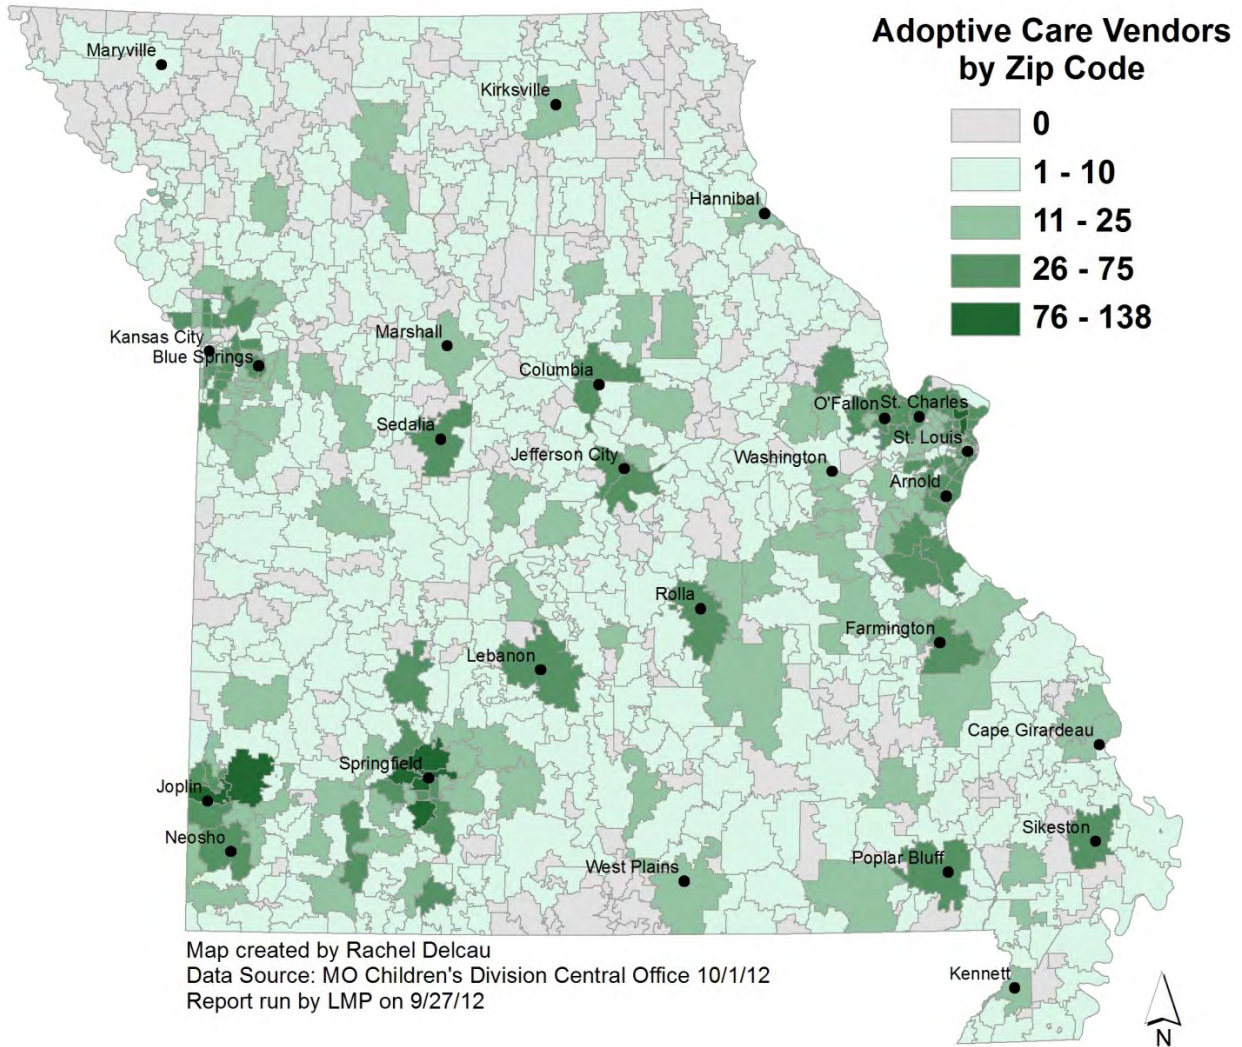 Adoptive Care Vendors
by Zip Code
0
1 - 10
11 - 25
26 - 75
76 - 138
Maryville
Kirksville
Hannibal
Kansas City
Blue Springs
Marshall
Columbia
Sedalia
Jefferson City
O'Fallon
St. Charles
St. Louis
Washington
Arnold
Rolla
Farmington
Lebanon
Cape Girardeau
Springfield
Joplin
Neosho
Sikeston
Poplar Bluff
West Plains
Kennett
Map created by Rachel Delcau
Data Source: MO Children's Division Central Office 10/1/12
Report run by LMP on 9/27/12
N